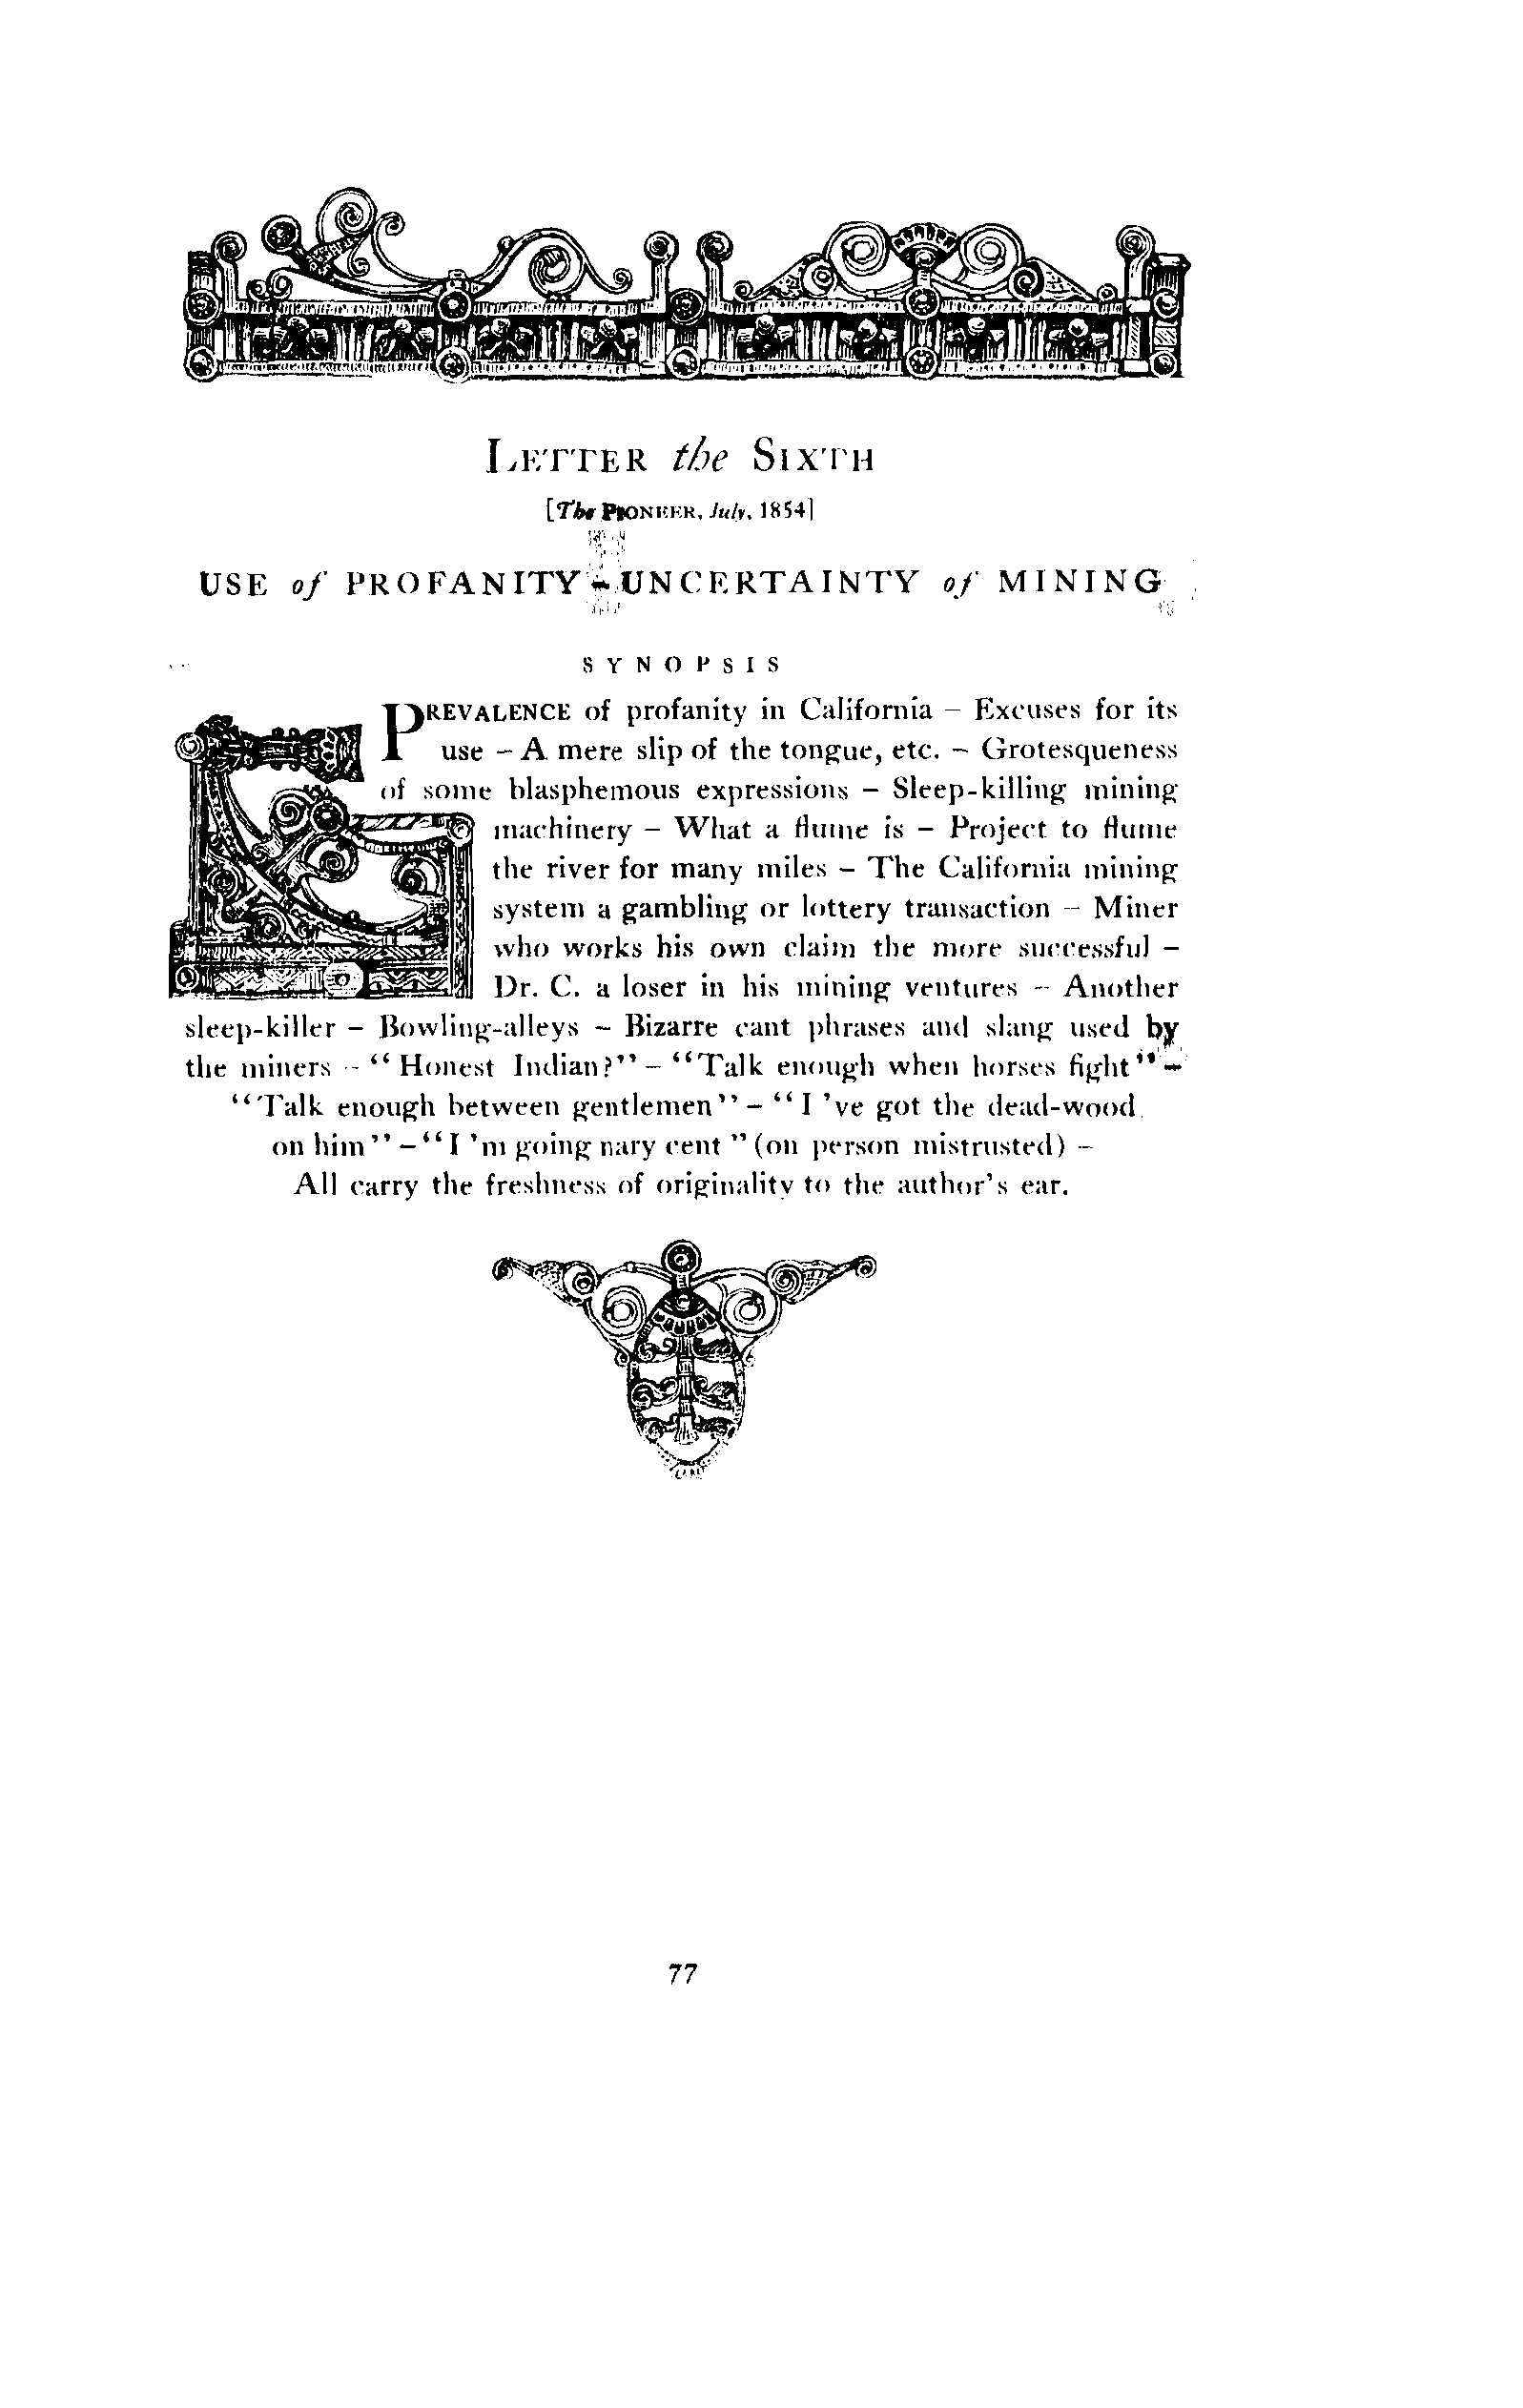 LETTER the SIXTH
[The PIONEER, July, 1854]
USE of PROFANITY – UNCERTAINTY of MINING
SYNOPSIS
PREVALENCE of profanity in California – Excuses for its
use – A mere slip of the tongue, etc. – Grotesqueness
of some blasphemous expressions – Sleep-killing mining
machinery – What a flume is – Project to flume
the river for many miles – The California mining
system a gambling or lottery transaction – Miner
who works his own claim the more successful –
Dr. C. a loser in his mining ventures – Another
sleep-killer – Bowling-alleys – Bizarre cant phrases and slang used by
the miners – “Honest Indian?” – “Talk enough when horses fight” –
“Talk enough between gentlemen” – “I ’ve got the dead-wood
on him” – “I ’m going nary cent” (on person mistrusted) –
All carry the freshness of originality to the author’s ear.
77